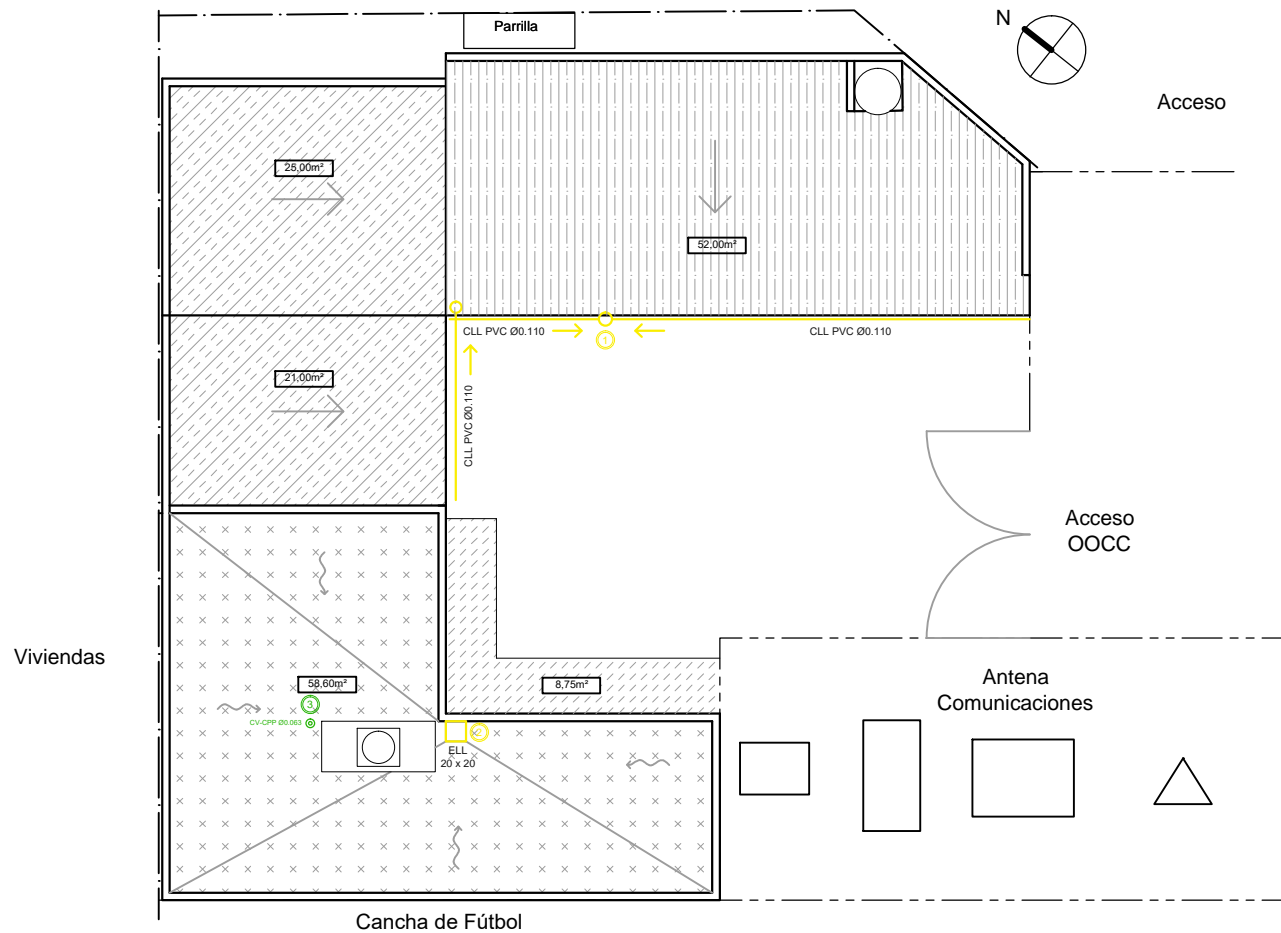 Parrilla
N
Acceso
25,00m²
52,00m²
CLL PVC Ø0.110
CLL PVC Ø0.110
1
21,00m²
CLL PVC Ø0.110
Acceso
OOCC
Viviendas
58,60m²
8,75m²
3
CV-CPP Ø0.063
2
ELL
20 x 20
Antena
Comunicaciones
Cancha de Fútbol